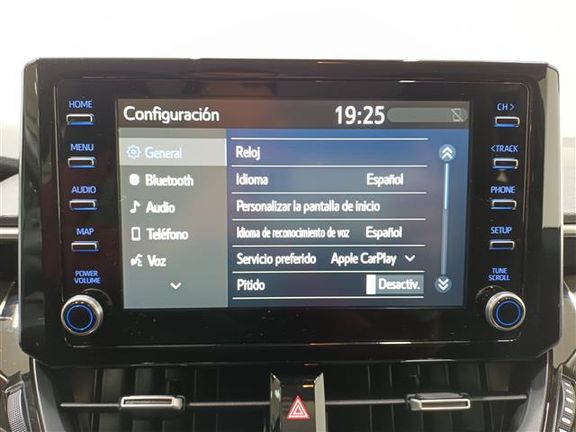 HOME
MENU
AUDIO
MAP
POWER
VOLUME
Configuración 19:25
General
Bluetooth
Audio
Teléfono
Voz
Reloj
Idioma Español
Personalizar la pantalla de inicio
Idioma de reconocimiento de voz Español
Servicio preferido Apple CarPlay
Pitido Desactiv.
CH >
< TRACK
PHONE
SETUP
TUNE
SCROLL